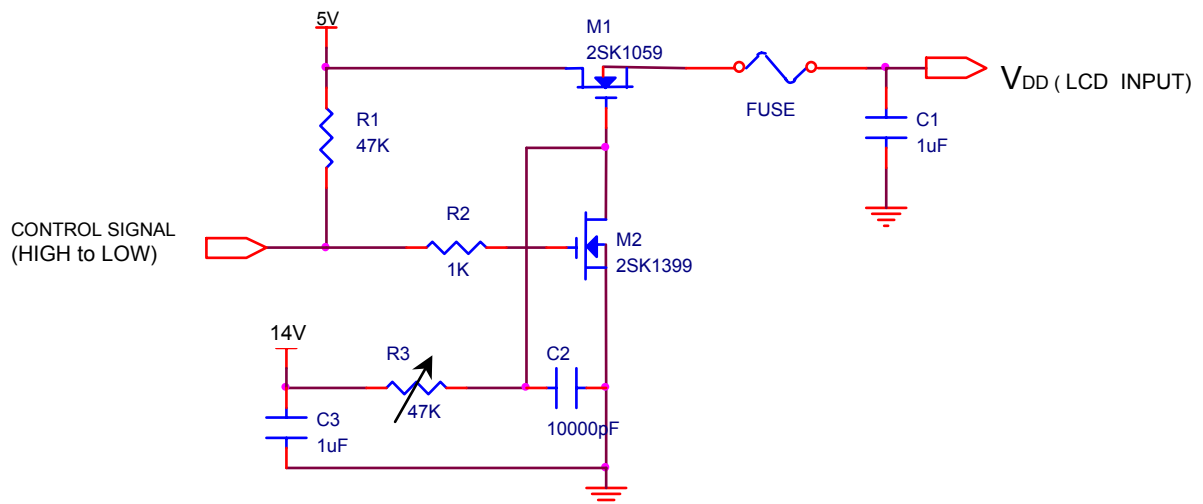 5V
M1
2SK1059
VDD ( LCD INPUT)
FUSE
R1
47K
C1
1uF
CONTROL SIGNAL
(HIGH to LOW)
R2
1K
M2
2SK1399
14V
R3
47K
C2
10000pF
C3
1uF